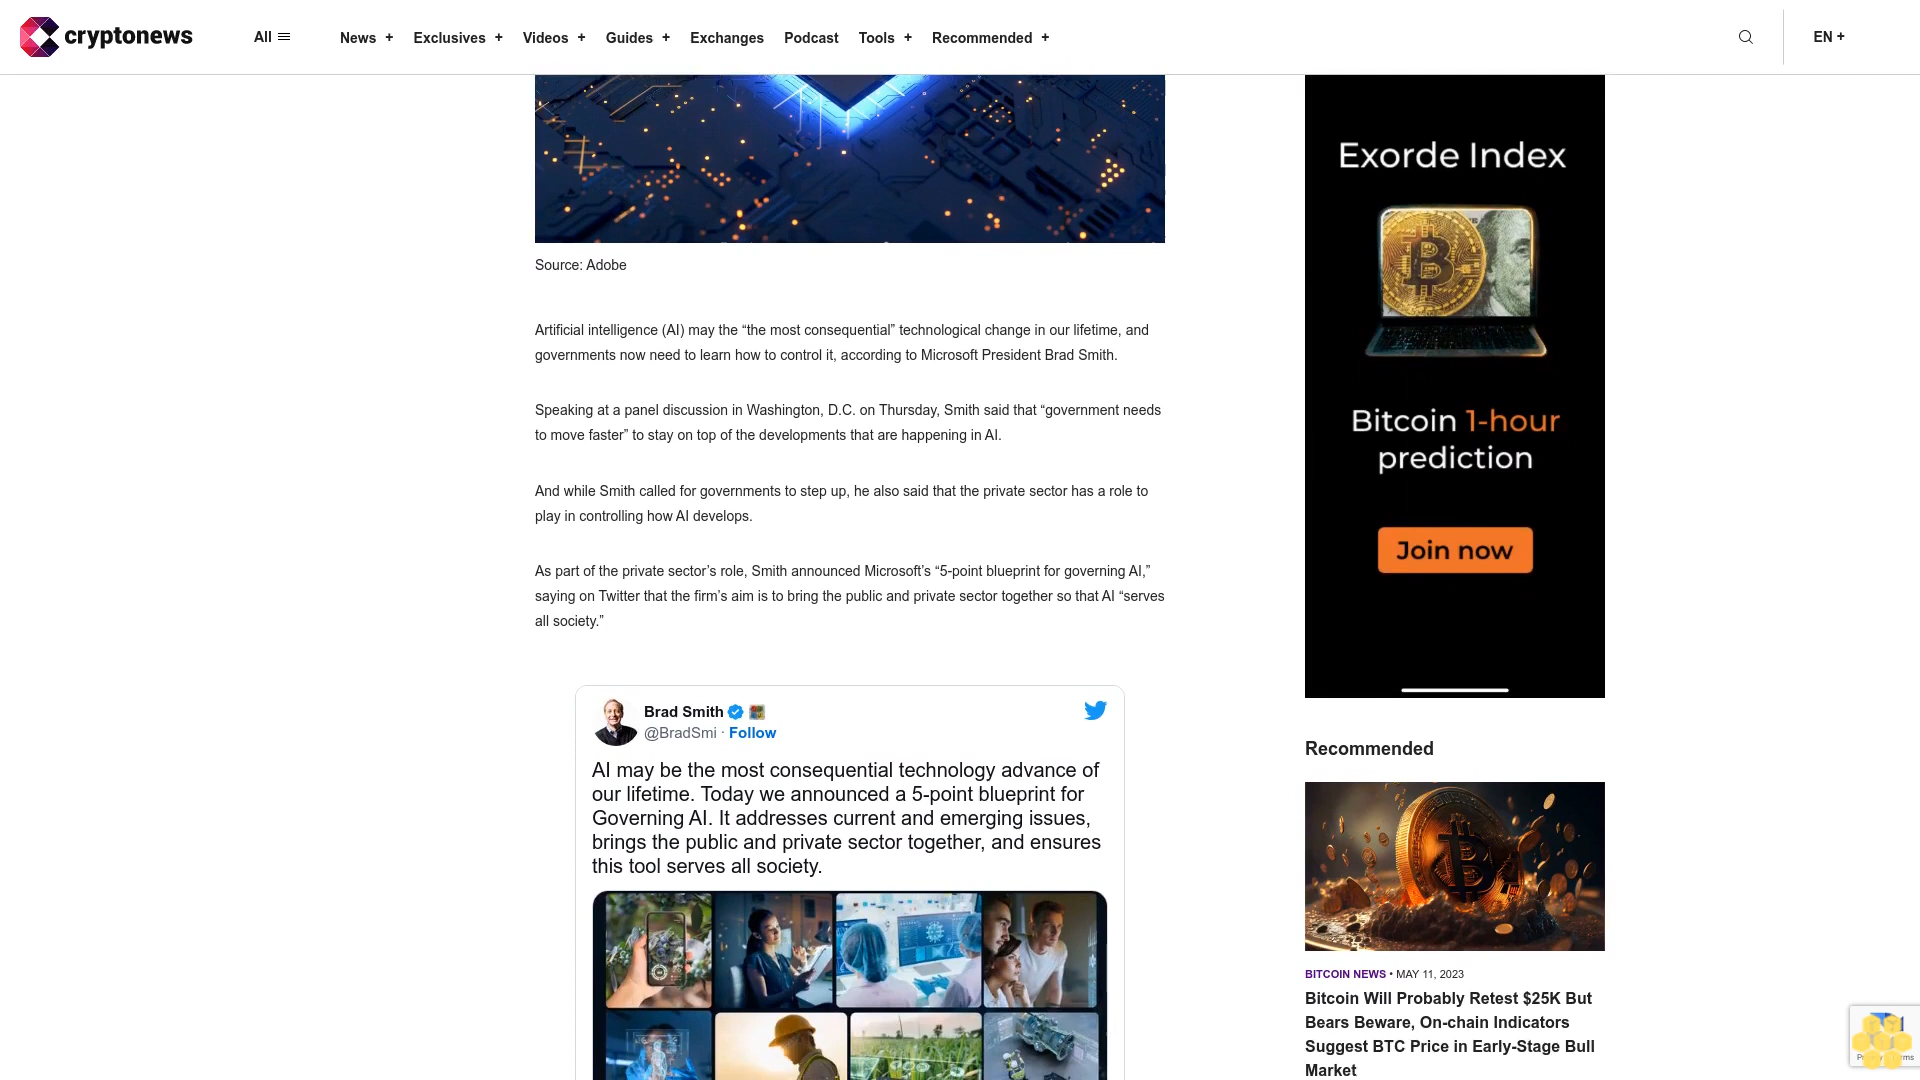 cryptonews
All
News +
Exclusives +
Videos +
Guides +
Exchanges
Podcast
Tools +
Recommended +
EN +
Source: Adobe
Artificial intelligence (AI) may the “the most consequential” technological change in our lifetime, and
governments now need to learn how to control it, according to Microsoft President Brad Smith.
Speaking at a panel discussion in Washington, D.C. on Thursday, Smith said that “government needs
to move faster” to stay on top of the developments that are happening in AI.
And while Smith called for governments to step up, he also said that the private sector has a role to
play in controlling how AI develops.
As part of the private sector’s role, Smith announced Microsoft’s “5-point blueprint for governing AI,”
saying on Twitter that the firm’s aim is to bring the public and private sector together so that AI “serves
all society.”
Brad Smith
@BradSmi · Follow
AI may be the most consequential technology advance of
our lifetime. Today we announced a 5-point blueprint for
Governing AI. It addresses current and emerging issues,
brings the public and private sector together, and ensures
this tool serves all society.
Exorde Index
Bitcoin 1-hour
prediction
Join now
Recommended
BITCOIN NEWS • MAY 11, 2023
Bitcoin Will Probably Retest $25K But
Bears Beware, On-chain Indicators
Suggest BTC Price in Early-Stage Bull
Market